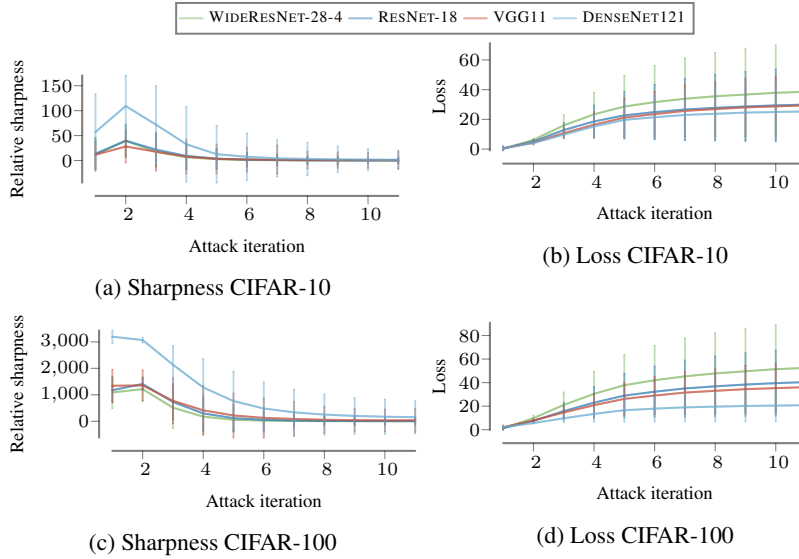 WIDERESNET-28-4 RESNET-18 VGG11 DENSENET121
Relative sharpness
150
100
50
0
2 4 6 8 10
Attack iteration
(a) Sharpness CIFAR-10
Loss
60
40
20
0
2 4 6 8 10
Attack iteration
(b) Loss CIFAR-10
Relative sharpness
3,000
2,000
1,000
0
2 4 6 8 10
Attack iteration
(c) Sharpness CIFAR-100
Loss
80
60
40
20
0
2 4 6 8 10
Attack iteration
(d) Loss CIFAR-100